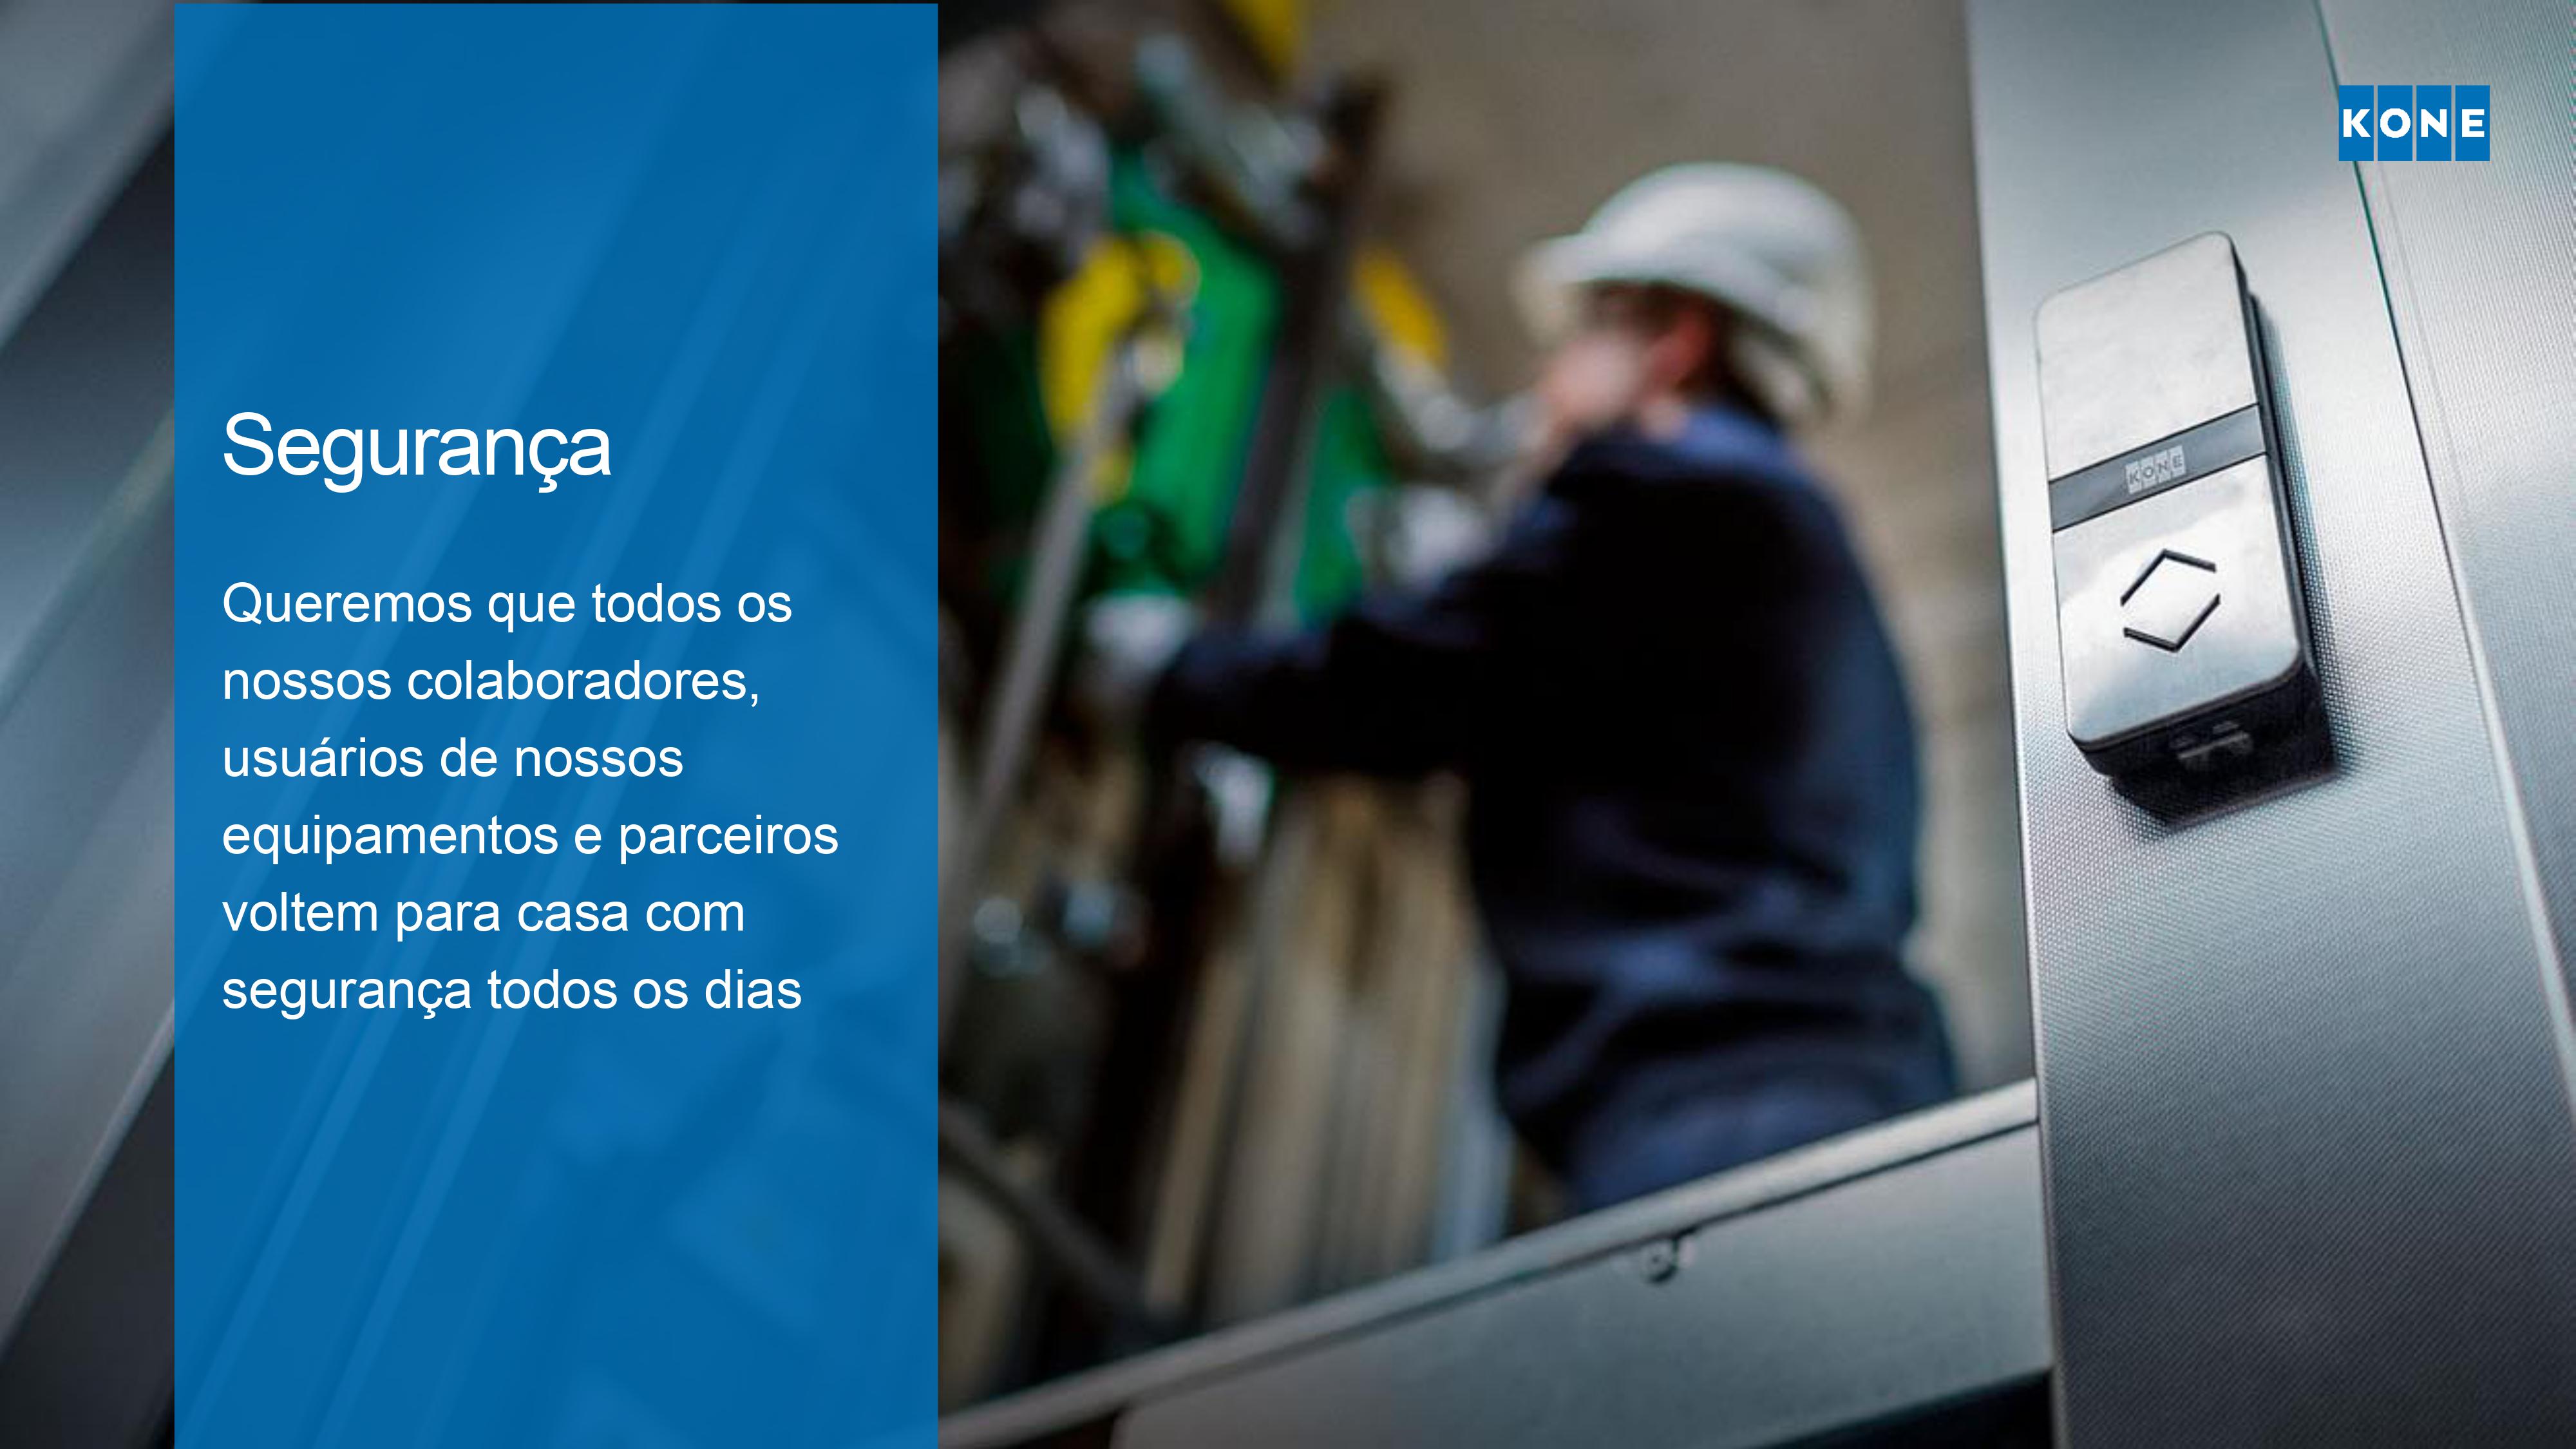 KONE
Segurança
Queremos que todos os
nossos colaboradores,
usuários de nossos
equipamentos e parceiros
voltem para casa com
segurança todos os dias
KONE